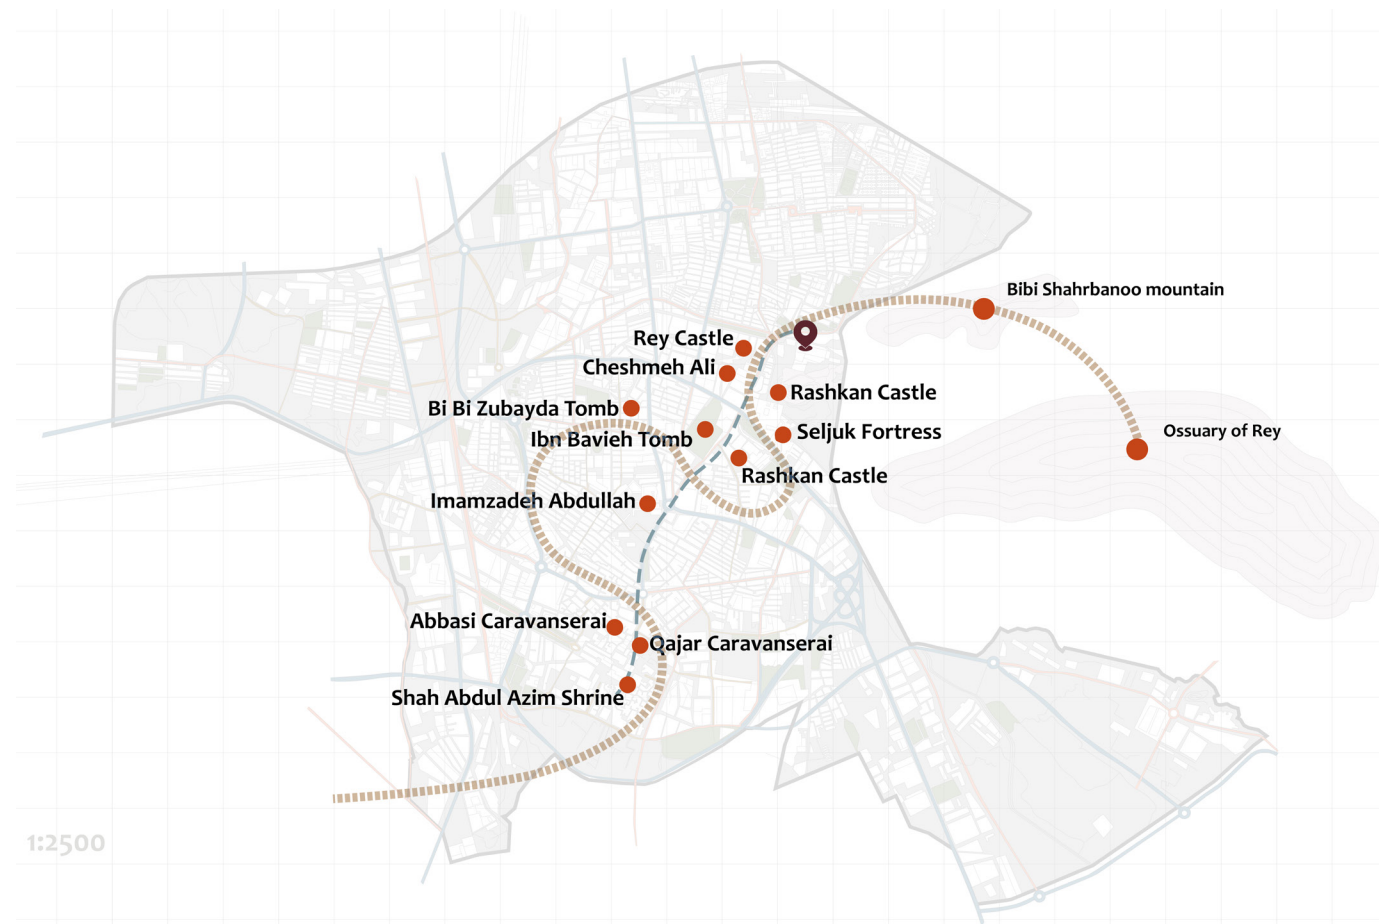 Bibi Shahrbanoo mountain
Rey Castle
Cheshmeh Ali
Rashkan Castle
Bi Bi Zubayda Tomb
Ibn Bavieh Tomb
Seljuk Fortress
Ossuary of Rey
Rashkan Castle
Imamzadeh Abdullah
Abbasi Caravanserai
Qajar Caravanserai
Shah Abdul Azim Shrine
1:2500